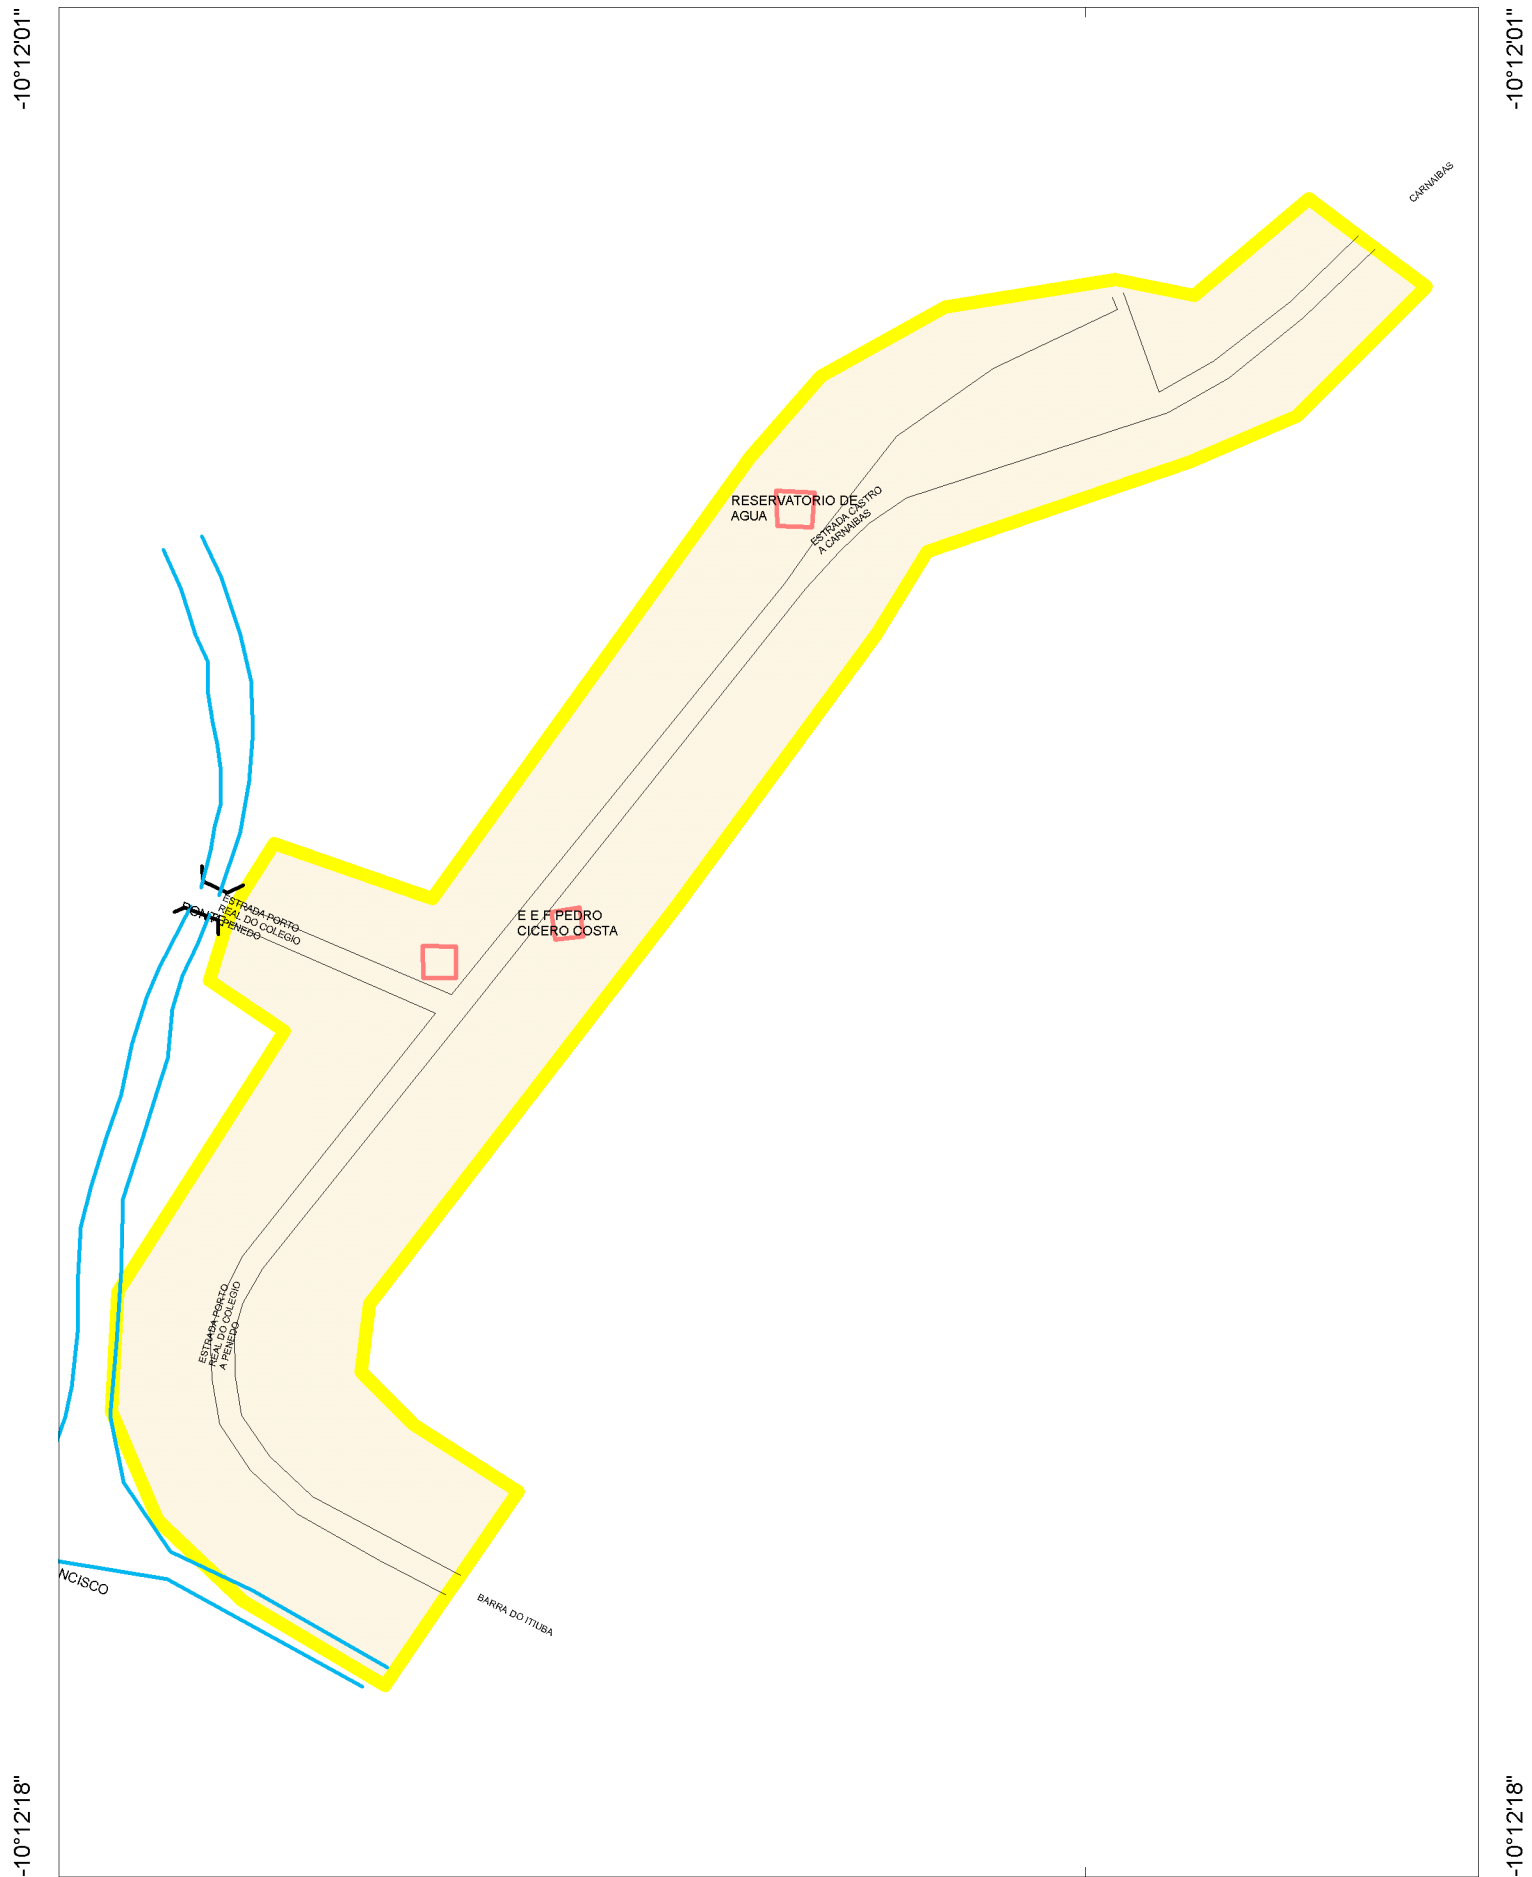 -10°12'01"
-10°12'01"
CARNAIBAS
RESERVATORIO DE
AGUA
ESTRADA CASTRO
A CARNAIBAS
ESTRADA PORTO
REAL DO COLEGIO
A PENEDO
PONTE
E E F PEDRO
CICERO COSTA
ESTRADA PORTO
REAL DO COLEGIO
A PENEDO
NCISCO
BARRA DO ITIUBA
-10°12'18"
-10°12'18"